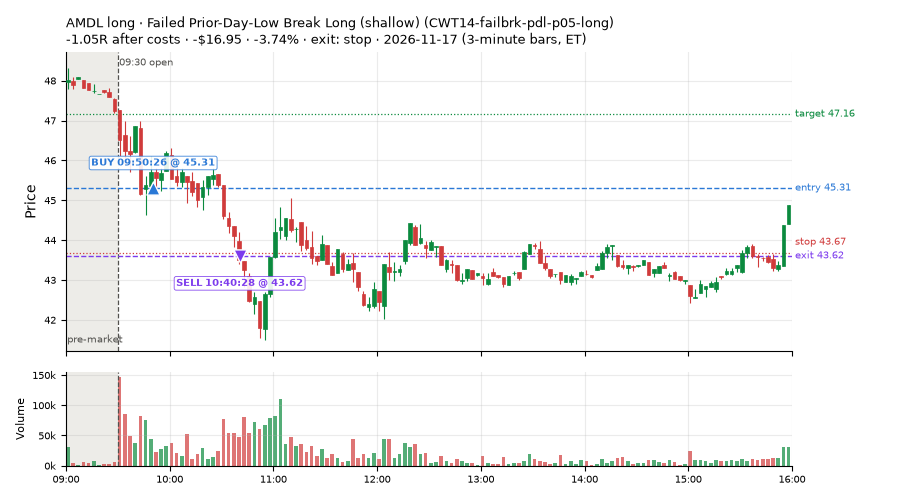 AMDL long · Failed Prior-Day-Low Break Long (shallow) (CWT14-failbrk-pdl-p05-long)
-1.05R after costs · -$16.95 · -3.74% · exit: stop · 2026-11-17 (3-minute bars, ET)
09:30 open
48
47
46
45
44
43
42
Price
target 47.16
BUY 09:50:26 @ 45.31
entry 45.31
stop 43.67
exit 43.62
SELL 10:40:28 @ 43.62
pre-market
150k
100k
50k
0k
Volume
09:00
10:00
11:00
12:00
13:00
14:00
15:00
16:00